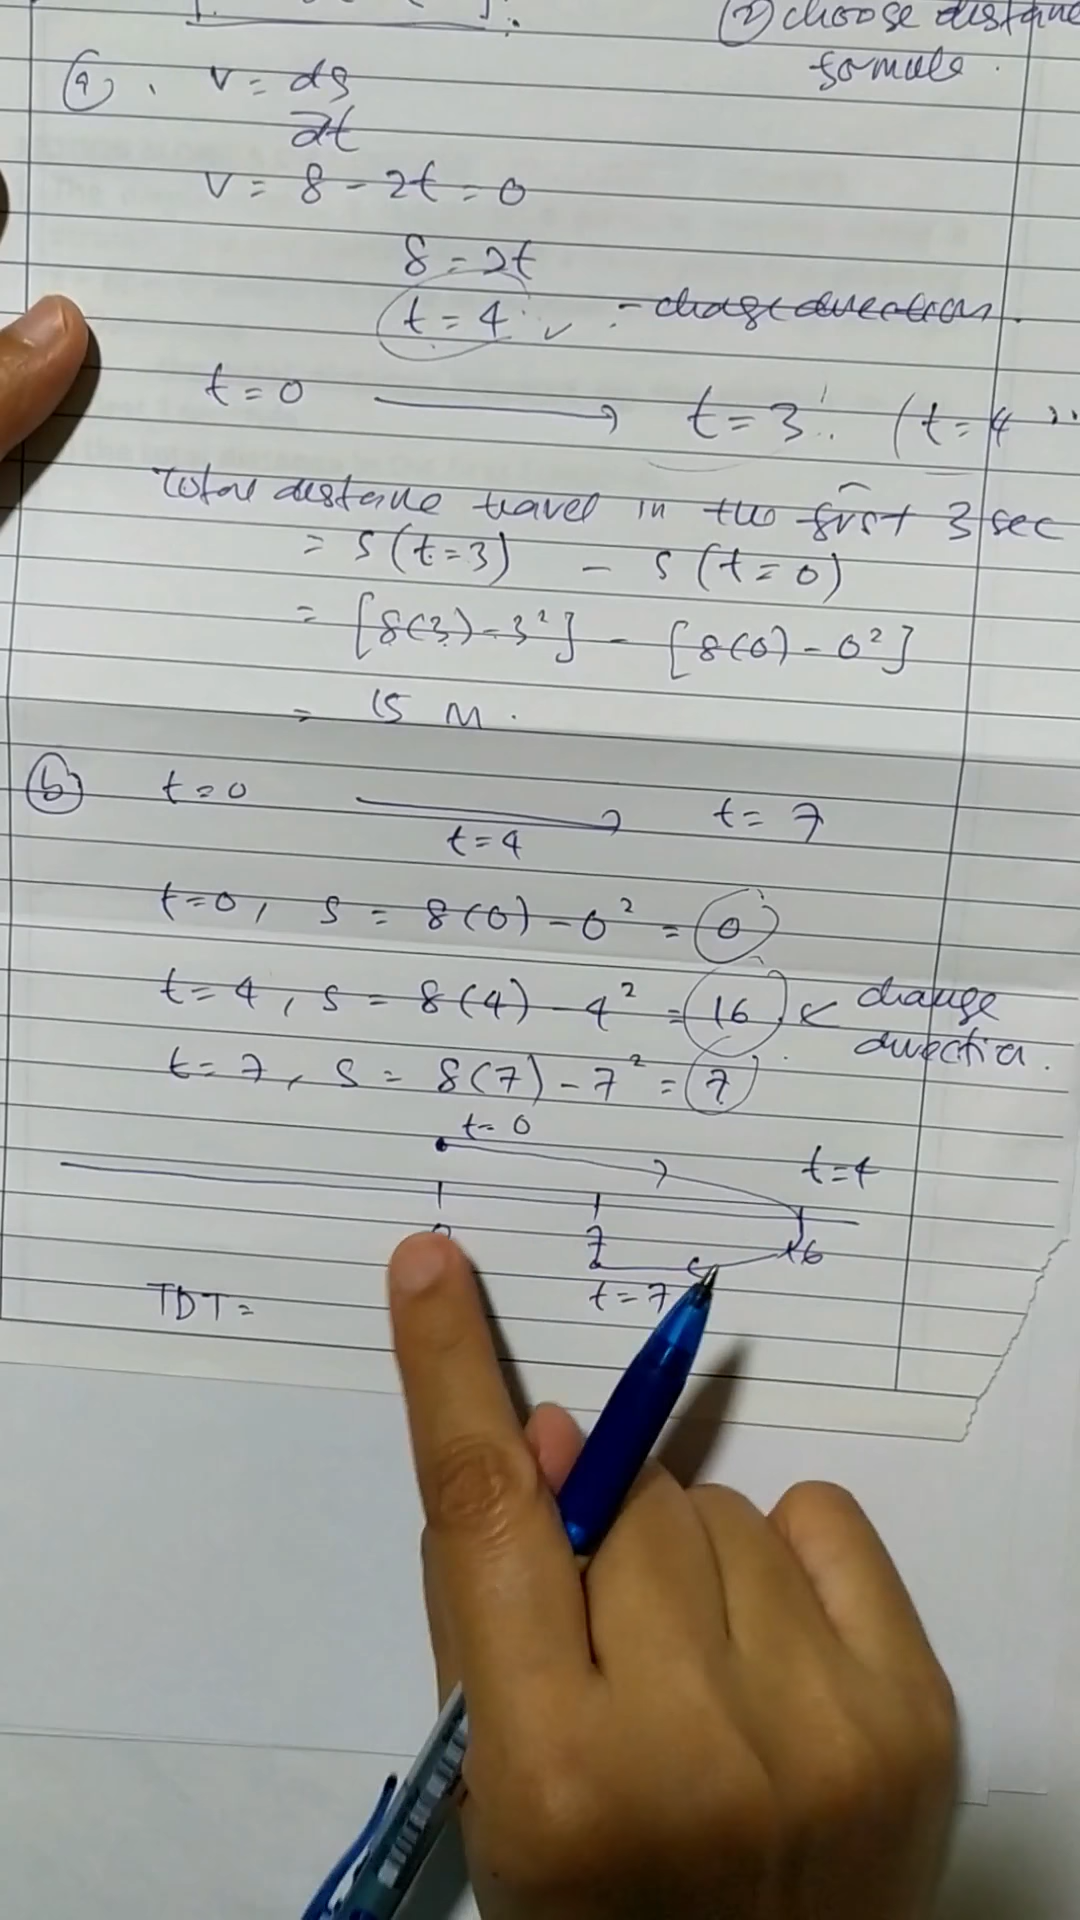 (2) choose distance
formula.
(a). v = ds
dt
v = 8 - 2t = 0
8 = 2t
t = 4 ✓ :- change direction.
t = 0 → t = 3 (t = 4
Total distance travel in the first 3 sec
= s(t=3) - s(t=0)
= [8(3) - 3²] - [8(0) - 0²]
= 15 M.
(b) t = 0 → t = 7
t = 4
t = 0, s = 8(0) - 0² = 0
t = 4, s = 8(4) - 4² = 16 ← change
direction.
t = 7, s = 8(7) - 7² = 7
t = 0
t = 4
7 16
t = 7
TDT =